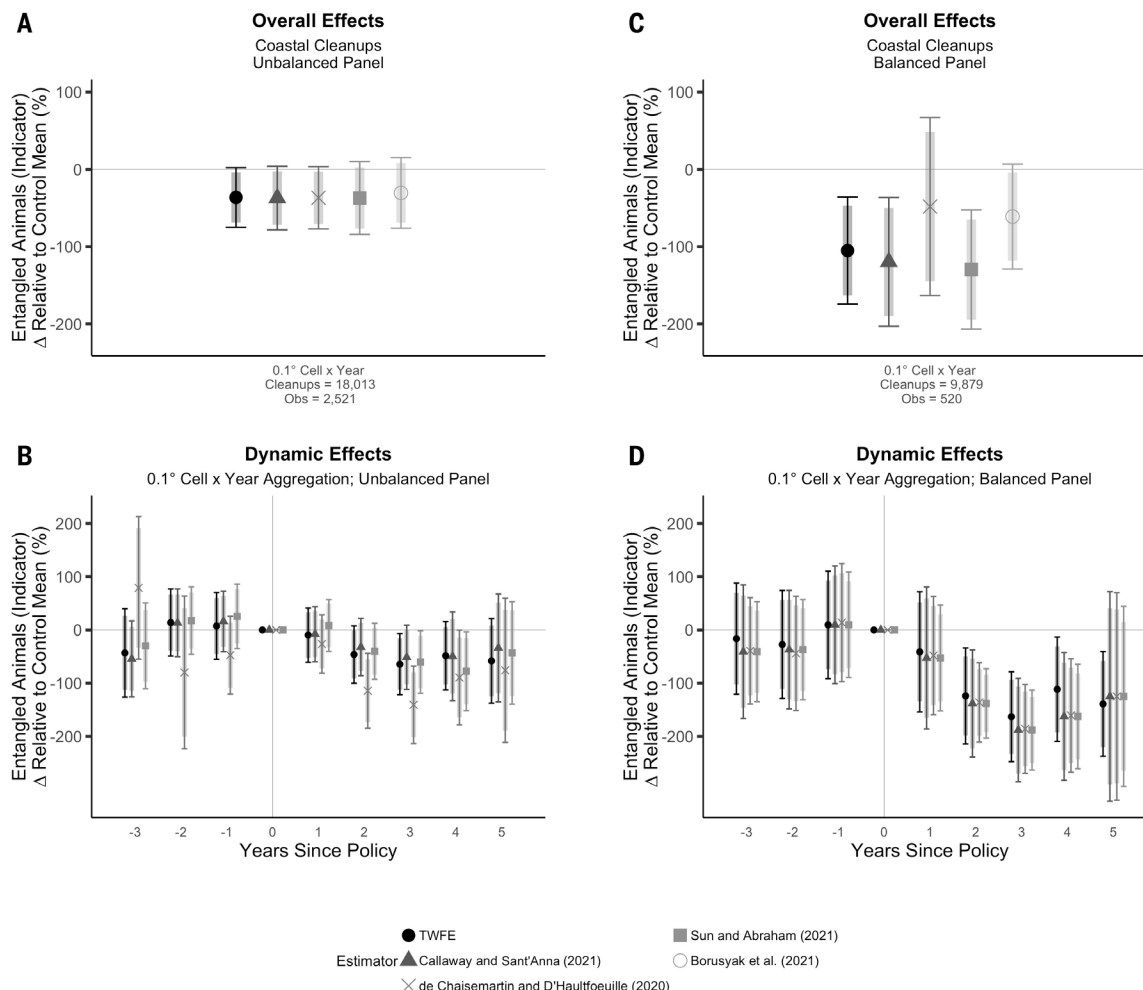 A
Overall Effects
Coastal Cleanups
Unbalanced Panel
Entangled Animals (Indicator)
Δ Relative to Control Mean (%)
100
0
-100
-200
0.1° Cell x Year
Cleanups = 18,013
Obs = 2,521
C
Overall Effects
Coastal Cleanups
Balanced Panel
Entangled Animals (Indicator)
Δ Relative to Control Mean (%)
100
0
-100
-200
0.1° Cell x Year
Cleanups = 9,879
Obs = 520
B
Dynamic Effects
0.1° Cell x Year Aggregation; Unbalanced Panel
Entangled Animals (Indicator)
Δ Relative to Control Mean (%)
200
100
0
-100
-200
-3 -2 -1 0 1 2 3 4 5
Years Since Policy
D
Dynamic Effects
0.1° Cell x Year Aggregation; Balanced Panel
Entangled Animals (Indicator)
Δ Relative to Control Mean (%)
200
100
0
-100
-200
-3 -2 -1 0 1 2 3 4 5
Years Since Policy
Estimator
TWFE
Callaway and Sant'Anna (2021)
de Chaisemartin and D'Haultfoeuille (2020)
Sun and Abraham (2021)
Borusyak et al. (2021)